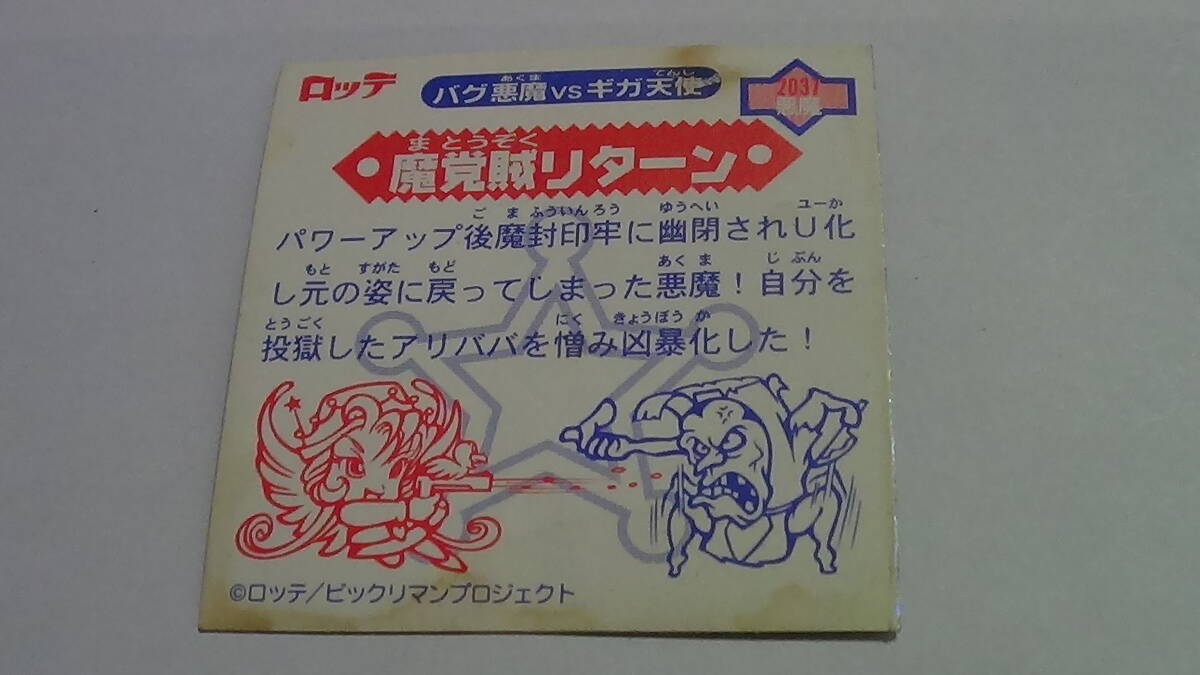 ロッテ
あくま てんし
バグ悪魔vsギガ天使
2037
悪魔
まとうぞく
魔党賊リターン
ごま ふういんろう ゆうへい ユーか
パワーアップ後魔封印牢に幽閉されU化
もと すがた もど あくま じぶん
し元の姿に戻ってしまった悪魔！自分を
とうごく にく きょうぼうか
投獄したアリババを憎み凶暴化した！
©ロッテ/ビックリマンプロジェクト